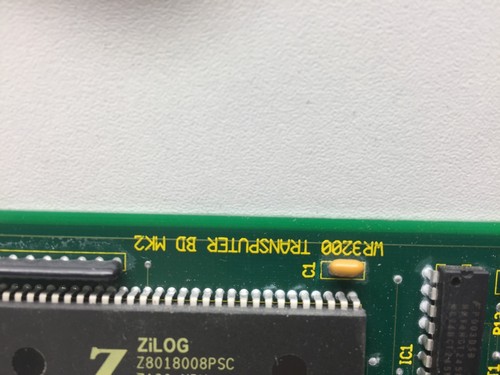 WR3200 TRANSPUTER BD MK2
C1
ZiLOG
Z8018008PSC
Z
IC1